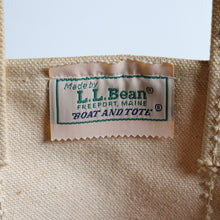 Made by
L.L.Bean®
FREEPORT, MAINE
"BOAT AND TOTE"®